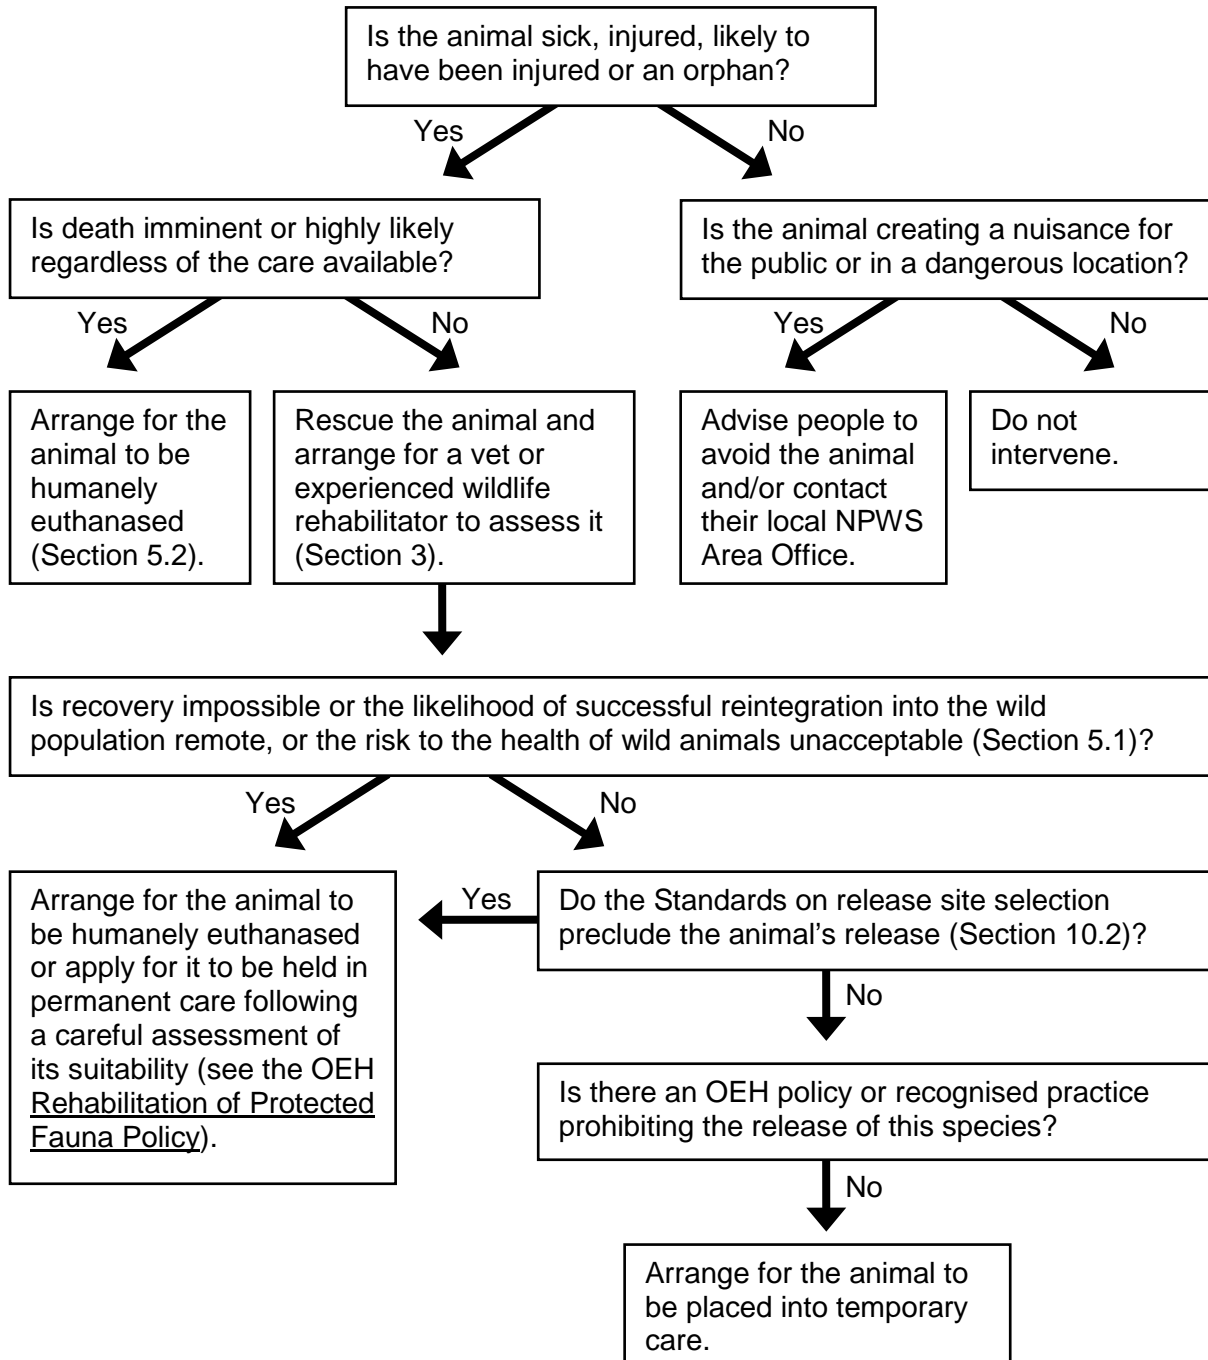 Is the animal sick, injured, likely to
have been injured or an orphan?
Yes
No
Is death imminent or highly likely
regardless of the care available?
Is the animal creating a nuisance for
the public or in a dangerous location?
Yes
No
Yes
No
Arrange for the
animal to be
humanely
euthanased
(Section 5.2).
Rescue the animal and
arrange for a vet or
experienced wildlife
rehabilitator to assess it
(Section 3).
Advise people to
avoid the animal
and/or contact
their local NPWS
Area Office.
Do not
intervene.
Is recovery impossible or the likelihood of successful reintegration into the wild
population remote, or the risk to the health of wild animals unacceptable (Section 5.1)?
Yes
No
Arrange for the animal to
be humanely euthanased
or apply for it to be held in
permanent care following
a careful assessment of
its suitability (see the OEH
Rehabilitation of Protected
Fauna Policy).
Yes
Do the Standards on release site selection
preclude the animal's release (Section 10.2)?
No
Is there an OEH policy or recognised practice
prohibiting the release of this species?
No
Arrange for the animal to
be placed into temporary
care.